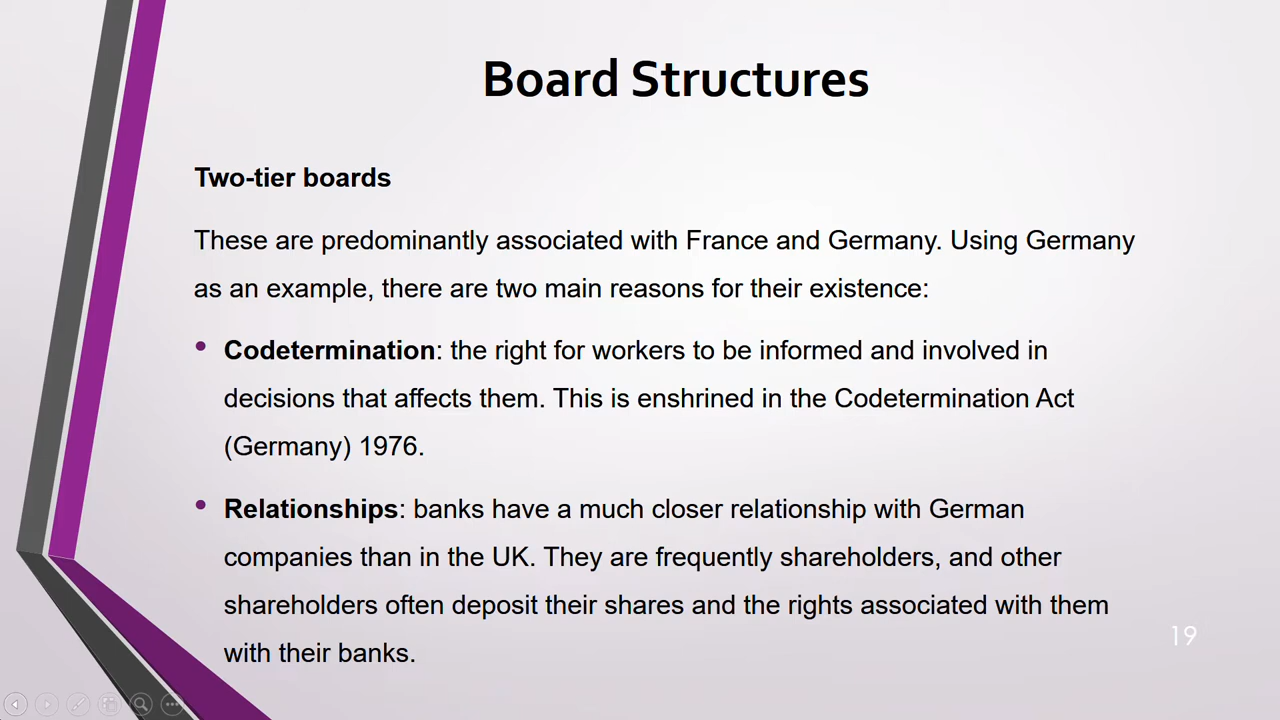 Board Structures
Two-tier boards
These are predominantly associated with France and Germany. Using Germany
as an example, there are two main reasons for their existence:
• Codetermination: the right for workers to be informed and involved in
decisions that affects them. This is enshrined in the Codetermination Act
(Germany) 1976.
• Relationships: banks have a much closer relationship with German
companies than in the UK. They are frequently shareholders, and other
shareholders often deposit their shares and the rights associated with them
with their banks.
19